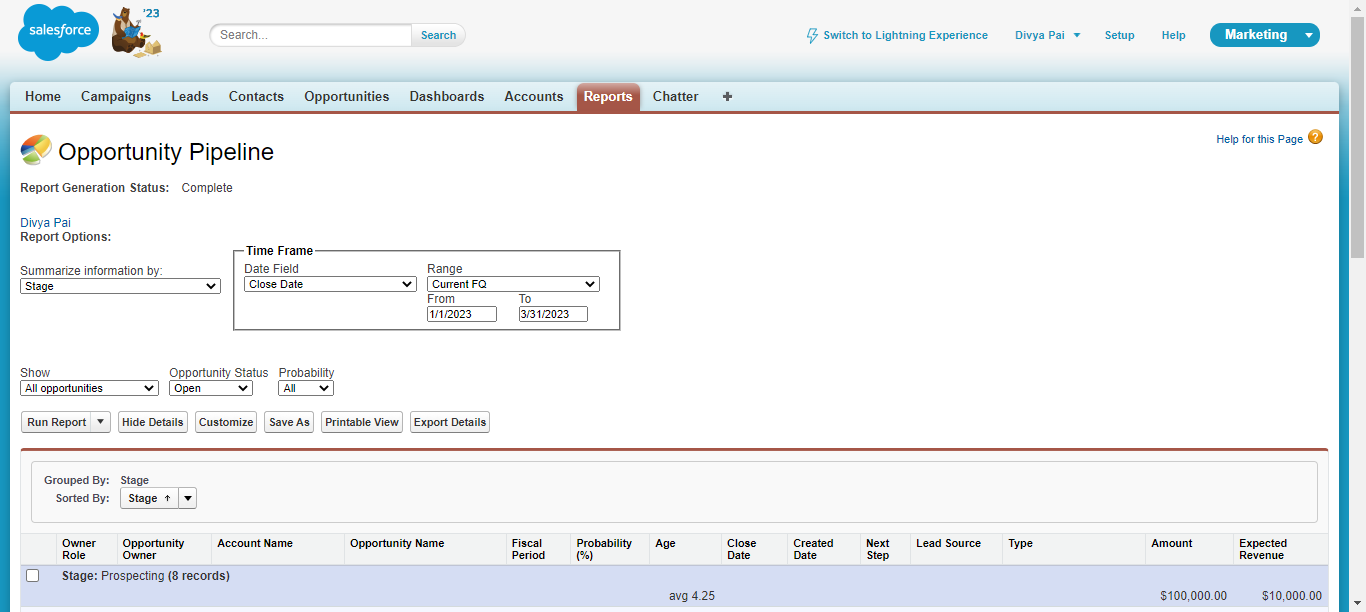 salesforce
'23
Search...
Search
Switch to Lightning Experience
Divya Pai
Setup
Help
Marketing
Home
Campaigns
Leads
Contacts
Opportunities
Dashboards
Accounts
Reports
Chatter
+
Opportunity Pipeline
Help for this Page ?
Report Generation Status: Complete
Divya Pai
Report Options:
Summarize information by:
Stage
Time Frame
Date Field
Close Date
Range
Current FQ
From
1/1/2023
To
3/31/2023
Show
All opportunities
Opportunity Status
Open
Probability
All
Run Report
Hide Details
Customize
Save As
Printable View
Export Details
Grouped By: Stage
Sorted By: Stage ↑
Owner Role
Opportunity Owner
Account Name
Opportunity Name
Fiscal Period
Probability (%)
Age
Close Date
Created Date
Next Step
Lead Source
Type
Amount
Expected Revenue
Stage: Prospecting (8 records)
avg 4.25
$100,000.00
$10,000.00